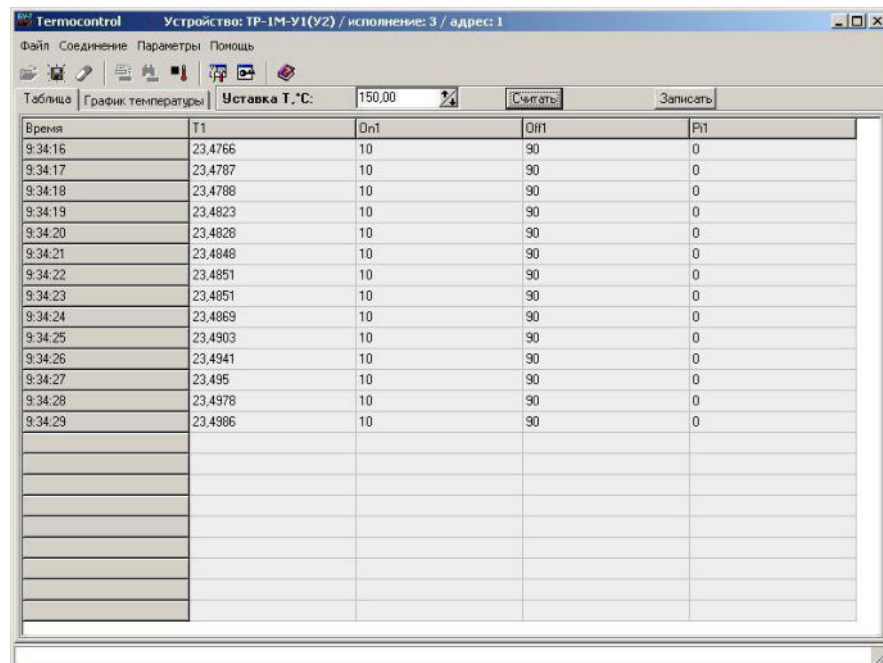 Termocontrol Устройство: ТР-1М-У1(У2) / исполнение: 3 / адрес: 1
Файл Соединение Параметры Помощь
Таблица График температуры Уставка Т,°С: 150,00 Считать Записать
Время T1 On1 Off1 Pi1
9:34:16 23,4766 10 90 0
9:34:17 23,4787 10 90 0
9:34:18 23,4788 10 90 0
9:34:19 23,4823 10 90 0
9:34:20 23,4828 10 90 0
9:34:21 23,4848 10 90 0
9:34:22 23,4851 10 90 0
9:34:23 23,4851 10 90 0
9:34:24 23,4869 10 90 0
9:34:25 23,4903 10 90 0
9:34:26 23,4941 10 90 0
9:34:27 23,495 10 90 0
9:34:28 23,4978 10 90 0
9:34:29 23,4986 10 90 0